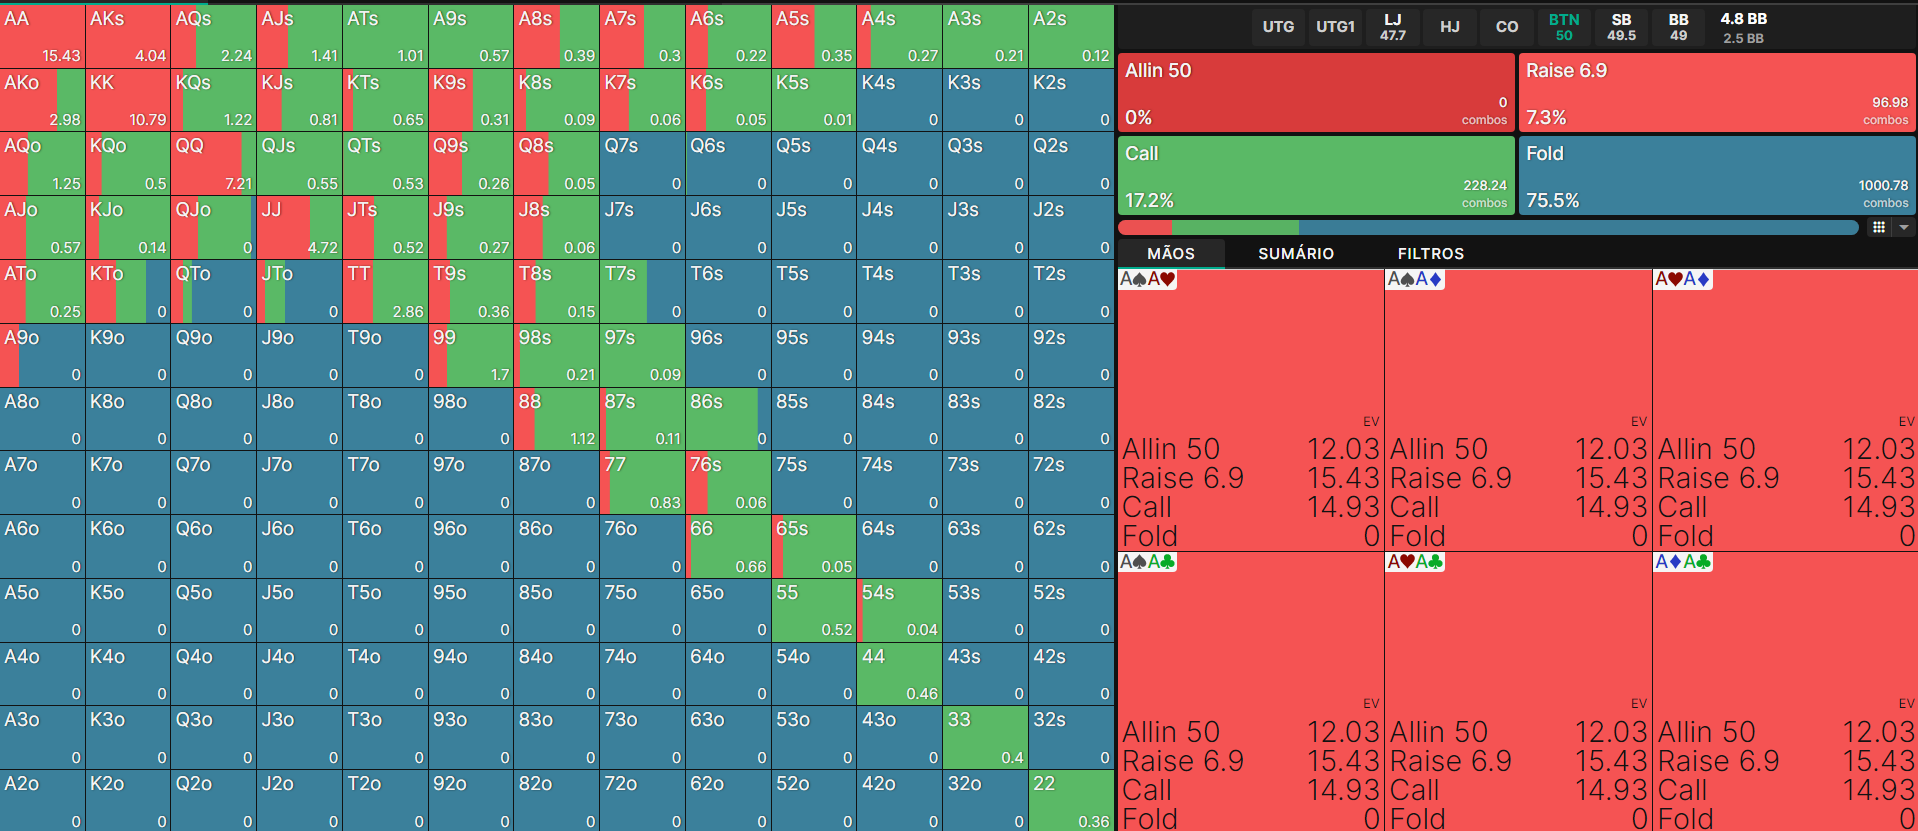 AA AKs AQs AJs ATs A9s A8s A7s A6s A5s A4s A3s A2s
15.43 4.04 2.24 1.41 1.01 0.57 0.39 0.3 0.22 0.35 0.27 0.21 0.12
AKo KK KQs KJs KTs K9s K8s K7s K6s K5s K4s K3s K2s
2.98 10.79 1.22 0.81 0.65 0.31 0.09 0.06 0.05 0.01 0 0 0
AQo KQo QQ QJs QTs Q9s Q8s Q7s Q6s Q5s Q4s Q3s Q2s
1.25 0.5 7.21 0.55 0.53 0.26 0.05 0 0 0 0 0 0
AJo KJo QJo JJ JTs J9s J8s J7s J6s J5s J4s J3s J2s
0.57 0.14 0 4.72 0.52 0.27 0.06 0 0 0 0 0 0
ATo KTo QTo JTo TT T9s T8s T7s T6s T5s T4s T3s T2s
0.25 0 0 0 2.86 0.36 0.15 0 0 0 0 0 0
A9o K9o Q9o J9o T9o 99 98s 97s 96s 95s 94s 93s 92s
0 0 0 0 0 1.7 0.21 0.09 0 0 0 0 0
A8o K8o Q8o J8o T8o 98o 88 87s 86s 85s 84s 83s 82s
0 0 0 0 0 0 1.12 0.11 0 0 0 0 0
A7o K7o Q7o J7o T7o 97o 87o 77 76s 75s 74s 73s 72s
0 0 0 0 0 0 0 0.83 0.06 0 0 0 0
A6o K6o Q6o J6o T6o 96o 86o 76o 66 65s 64s 63s 62s
0 0 0 0 0 0 0 0 0.66 0.05 0 0 0
A5o K5o Q5o J5o T5o 95o 85o 75o 65o 55 54s 53s 52s
0 0 0 0 0 0 0 0 0 0.52 0.04 0 0
A4o K4o Q4o J4o T4o 94o 84o 74o 64o 54o 44 43s 42s
0 0 0 0 0 0 0 0 0 0 0.46 0 0
A3o K3o Q3o J3o T3o 93o 83o 73o 63o 53o 43o 33 32s
0 0 0 0 0 0 0 0 0 0 0 0.4 0
A2o K2o Q2o J2o T2o 92o 82o 72o 62o 52o 42o 32o 22
0 0 0 0 0 0 0 0 0 0 0 0 0.36
UTG UTG1 LJ HJ CO BTN SB BB 4.8 BB
47.7 50 49.5 49 2.5 BB
Allin 50 Raise 6.9
0 96.98
0% combos 7.3% combos
Call Fold
228.24 1000.78
17.2% combos 75.5% combos
MÃOS SUMÁRIO FILTROS
A♠A♥ A♠A♦ A♥A♦
EV EV EV
Allin 50 12.03 Allin 50 12.03 Allin 50 12.03
Raise 6.9 15.43 Raise 6.9 15.43 Raise 6.9 15.43
Call 14.93 Call 14.93 Call 14.93
Fold 0 Fold 0 Fold 0
A♠A♣ A♥A♣ A♦A♣
EV EV EV
Allin 50 12.03 Allin 50 12.03 Allin 50 12.03
Raise 6.9 15.43 Raise 6.9 15.43 Raise 6.9 15.43
Call 14.93 Call 14.93 Call 14.93
Fold 0 Fold 0 Fold 0